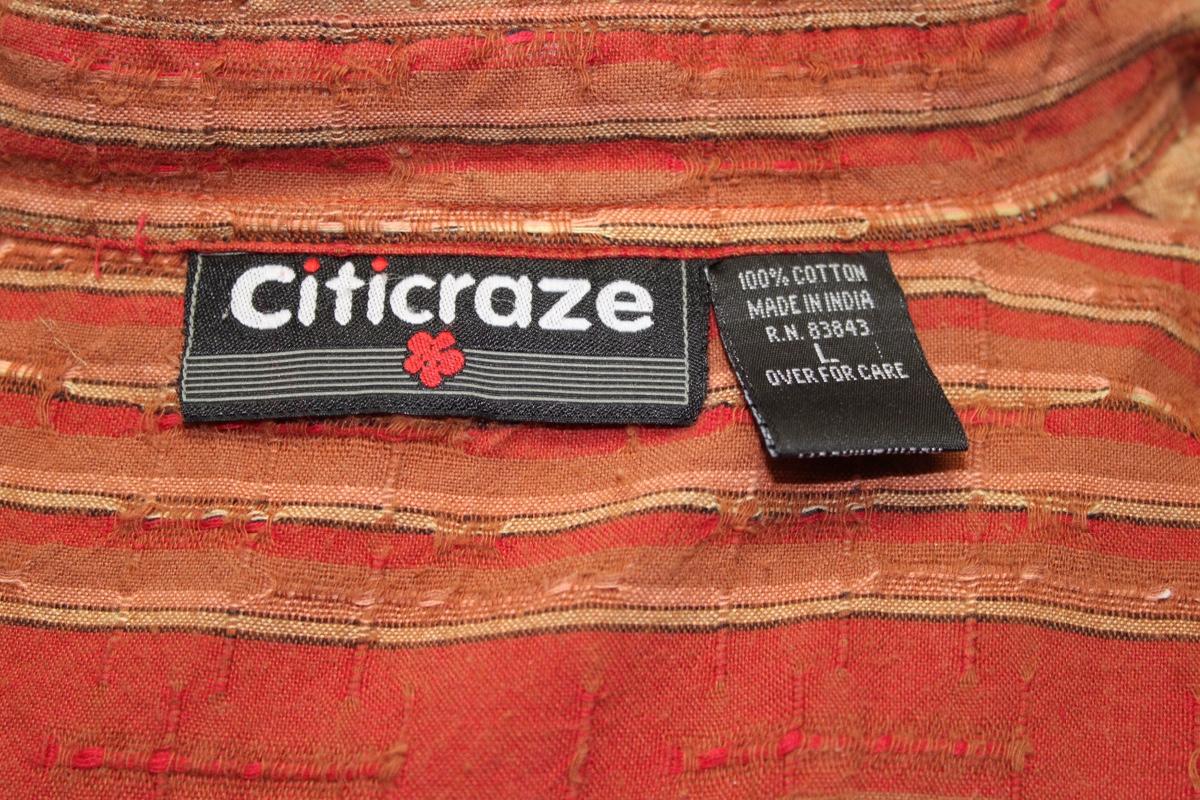 Citicraze
100% COTTON
MADE IN INDIA
R.N. 83843
L
OVER FOR CARE